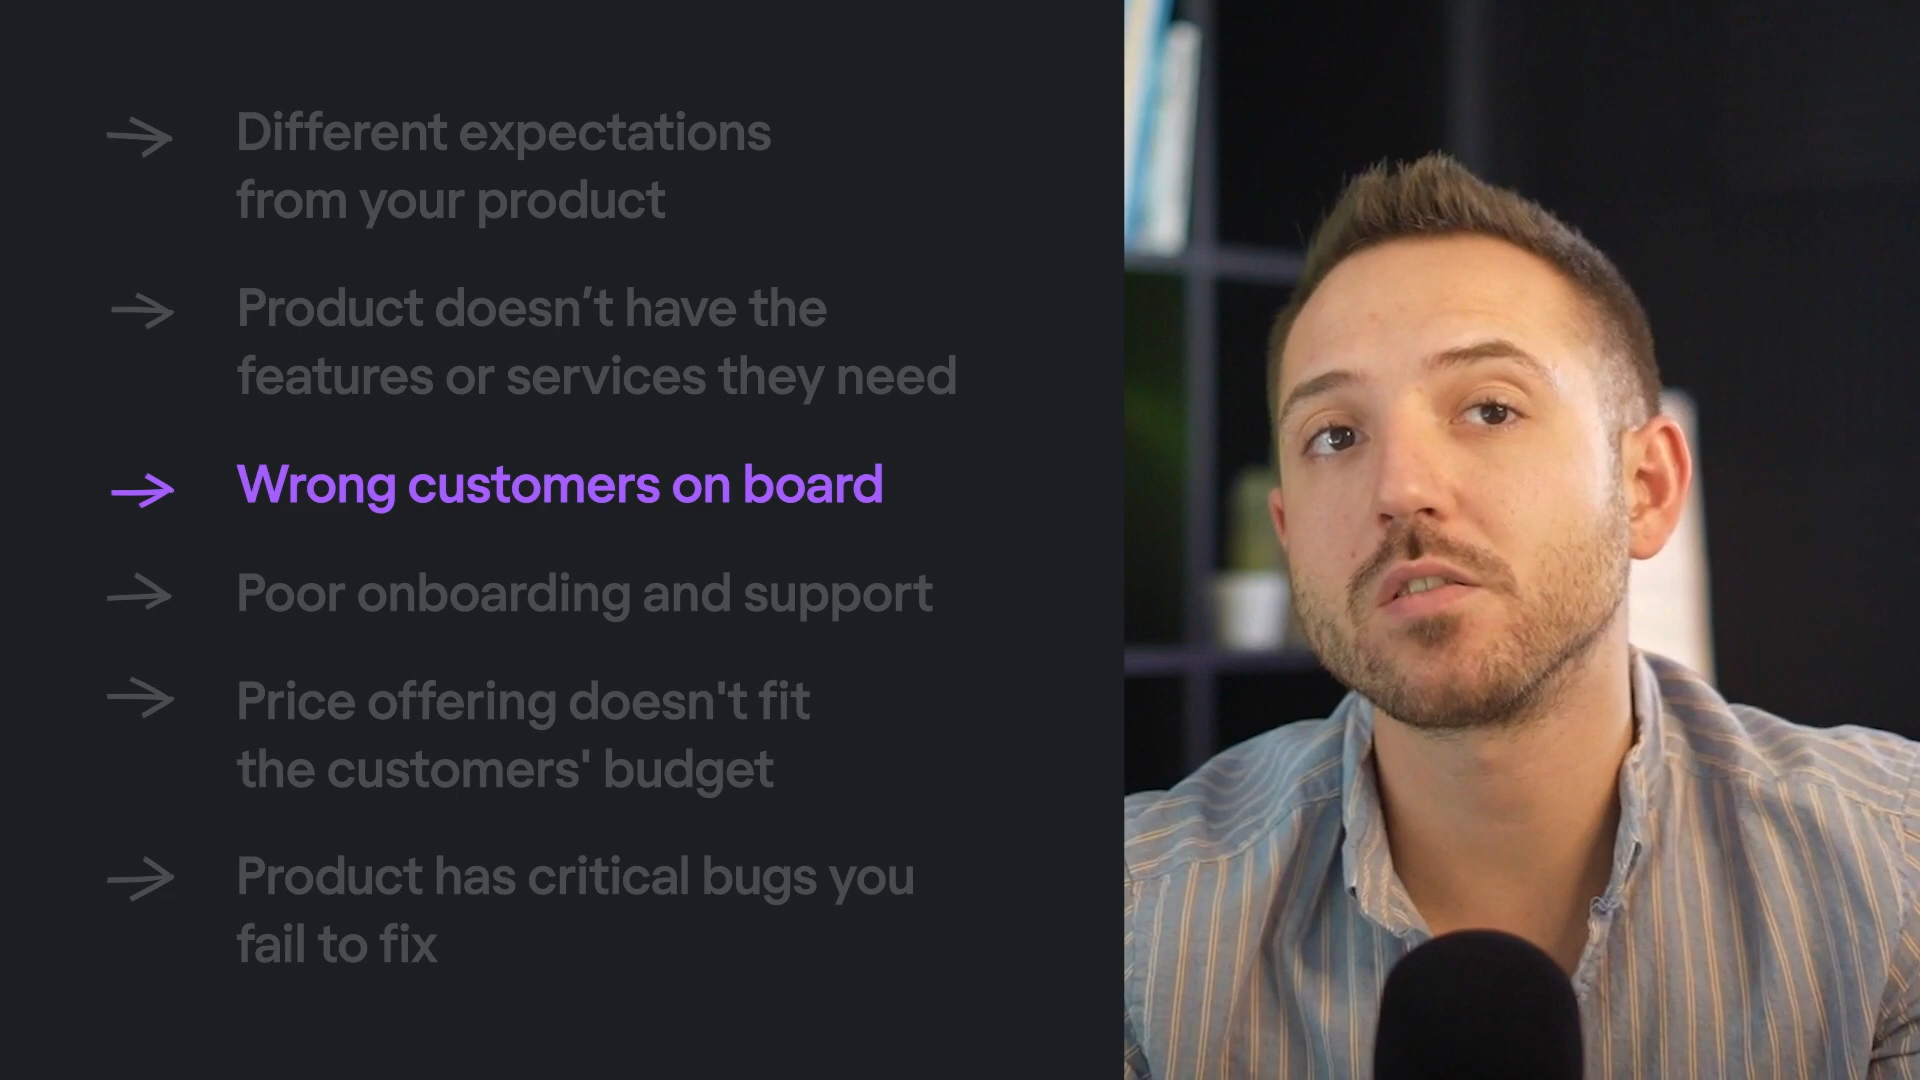 Different expectations
from your product
Product doesn’t have the
features or services they need
Wrong customers on board
Poor onboarding and support
Price offering doesn't fit
the customers' budget
Product has critical bugs you
fail to fix